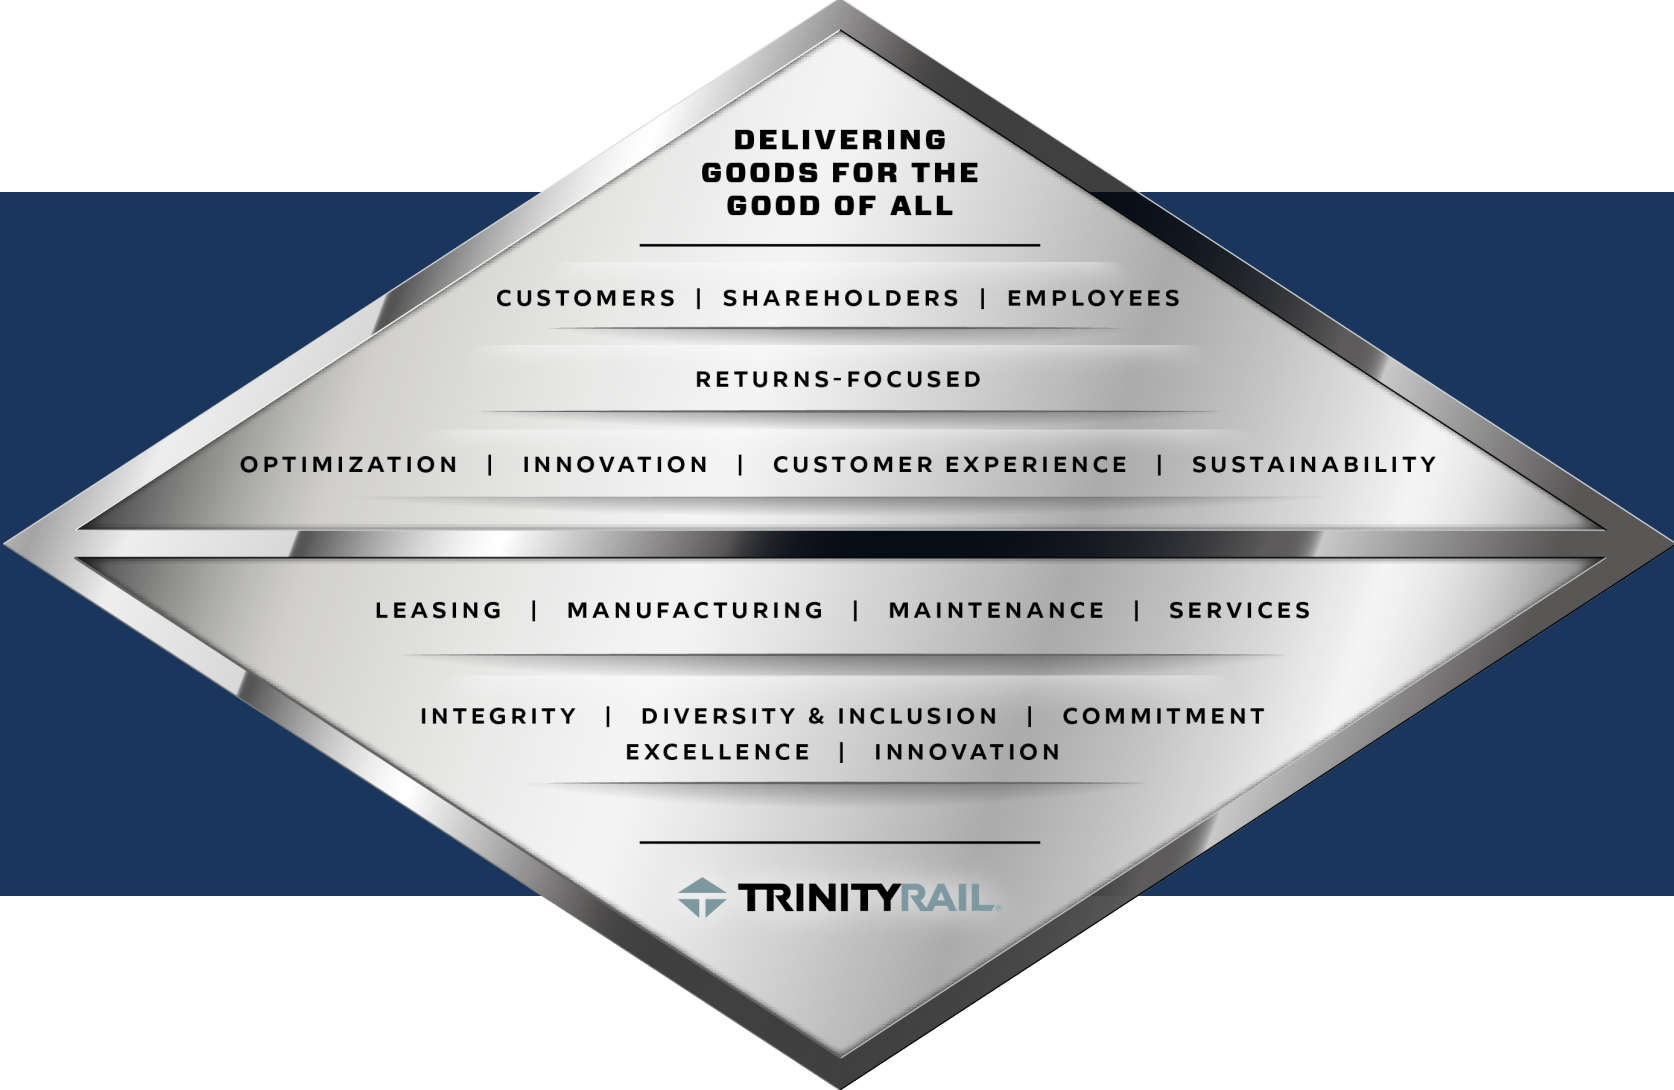 DELIVERING
GOODS FOR THE
GOOD OF ALL
CUSTOMERS | SHAREHOLDERS | EMPLOYEES
RETURNS-FOCUSED
OPTIMIZATION | INNOVATION | CUSTOMER EXPERIENCE | SUSTAINABILITY
LEASING | MANUFACTURING | MAINTENANCE | SERVICES
INTEGRITY | DIVERSITY & INCLUSION | COMMITMENT
EXCELLENCE | INNOVATION
TRINITYRAIL®